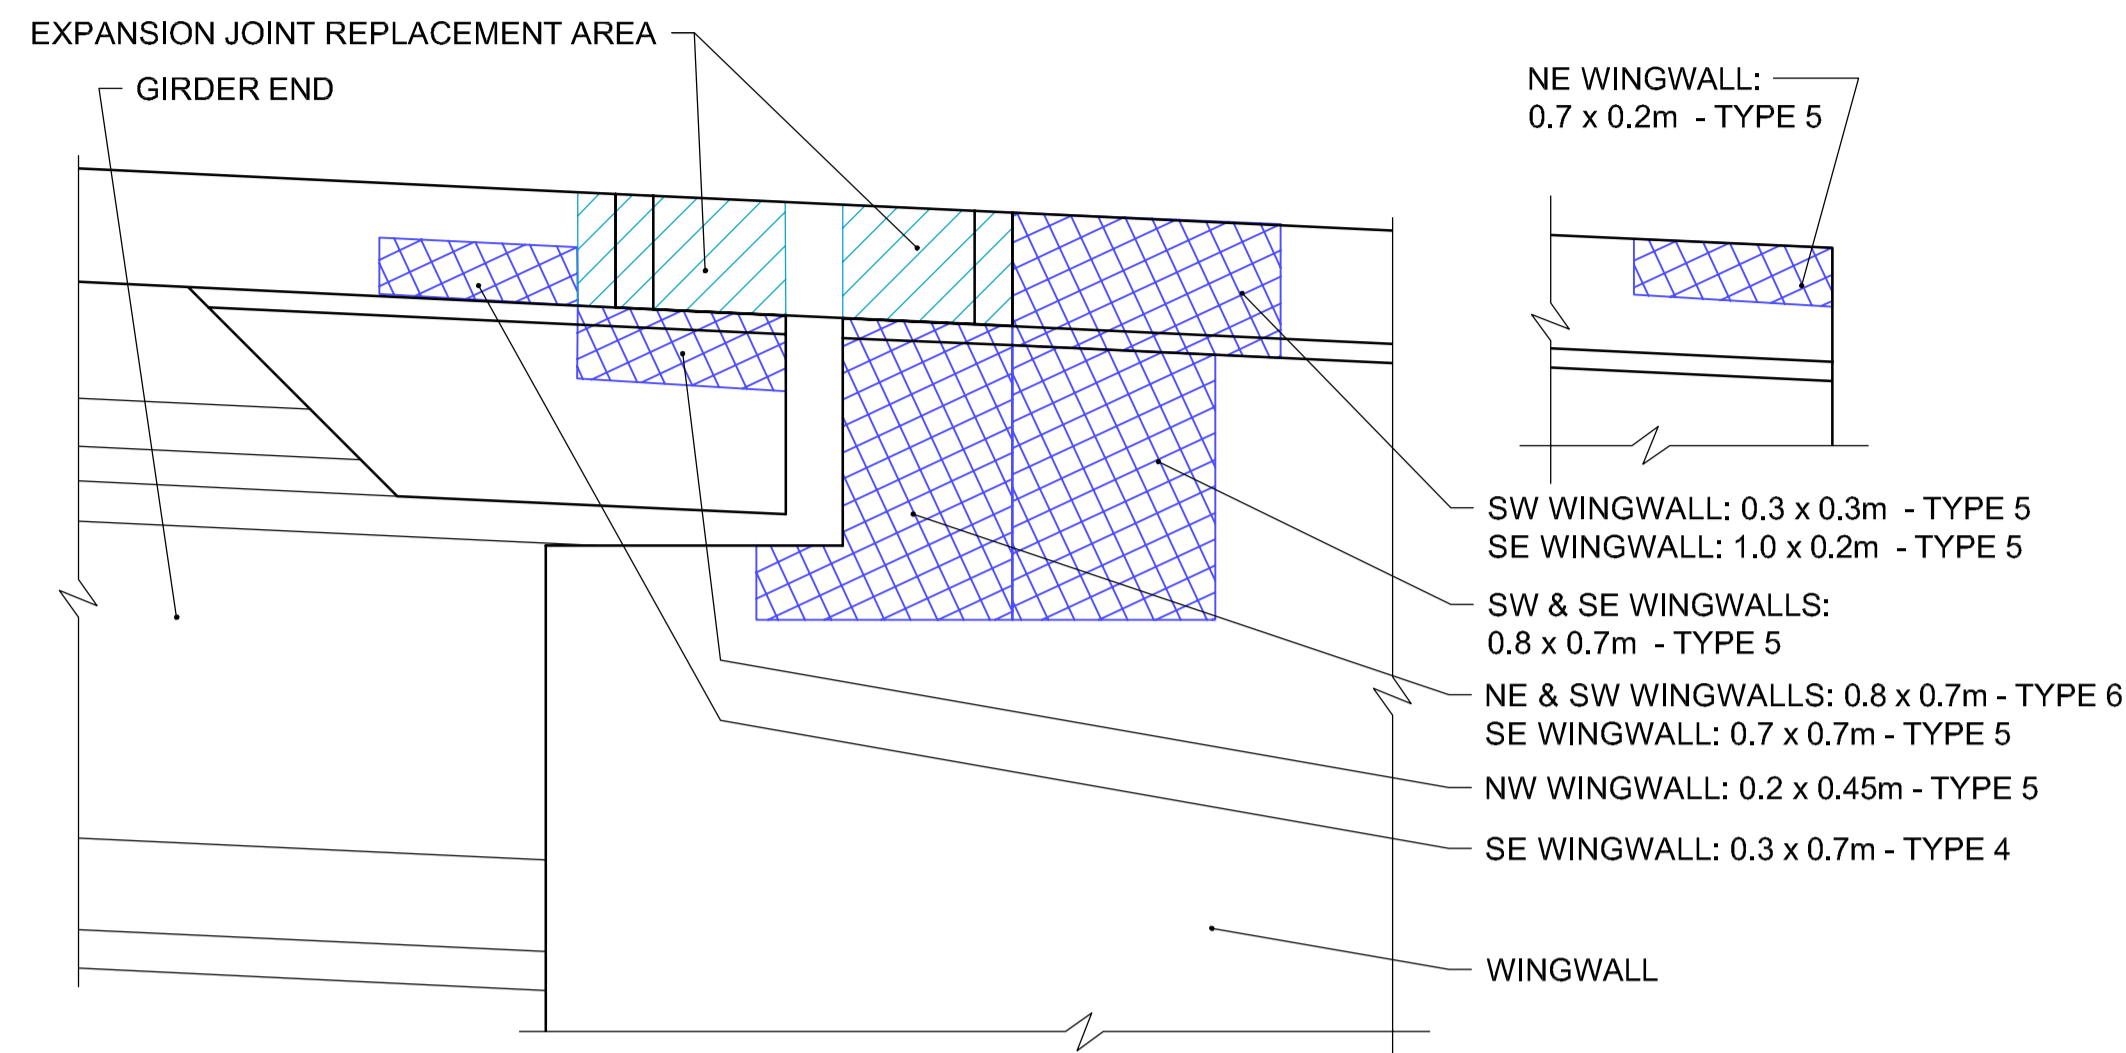 EXPANSION JOINT REPLACEMENT AREA
GIRDER END
NE WINGWALL:
0.7 x 0.2m - TYPE 5
SW WINGWALL: 0.3 x 0.3m - TYPE 5
SE WINGWALL: 1.0 x 0.2m - TYPE 5
SW & SE WINGWALLS:
0.8 x 0.7m - TYPE 5
NE & SW WINGWALLS: 0.8 x 0.7m - TYPE 6
SE WINGWALL: 0.7 x 0.7m - TYPE 5
NW WINGWALL: 0.2 x 0.45m - TYPE 5
SE WINGWALL: 0.3 x 0.7m - TYPE 4
WINGWALL